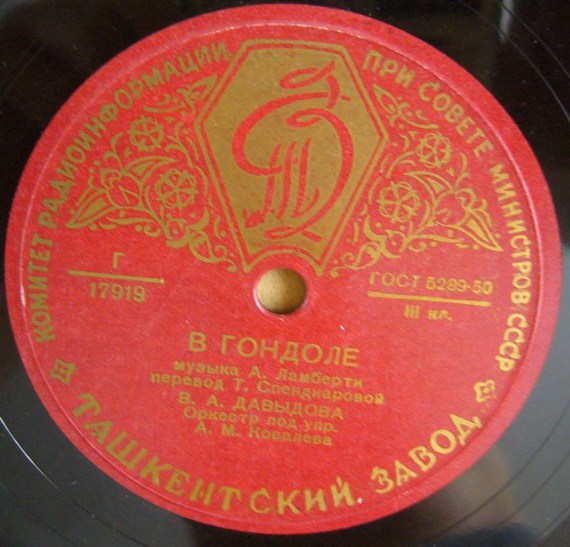 КОМИТЕТ РАДИОИНФОРМАЦИИ ПРИ СОВЕТЕ МИНИСТРОВ СССР
Г
17919
ГОСТ 5289-50
III кл.
В ГОНДОЛЕ
музыка А. Ламберти
перевод Т. Спендиаровой
В. А. ДАВЫДОВА
Оркестр под упр.
А. М. Ковалева
ТАШКЕНТСКИЙ ЗАВОД